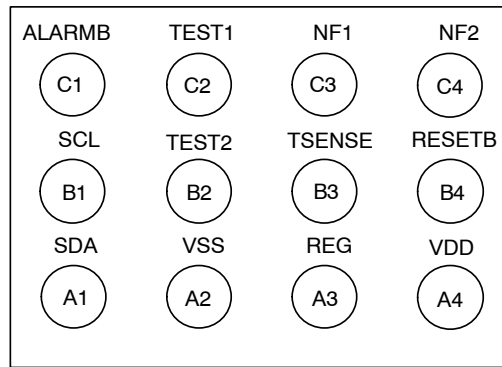 ALARMB TEST1 NF1 NF2
C1 C2 C3 C4
SCL TEST2 TSENSE RESETB
B1 B2 B3 B4
SDA VSS REG VDD
A1 A2 A3 A4